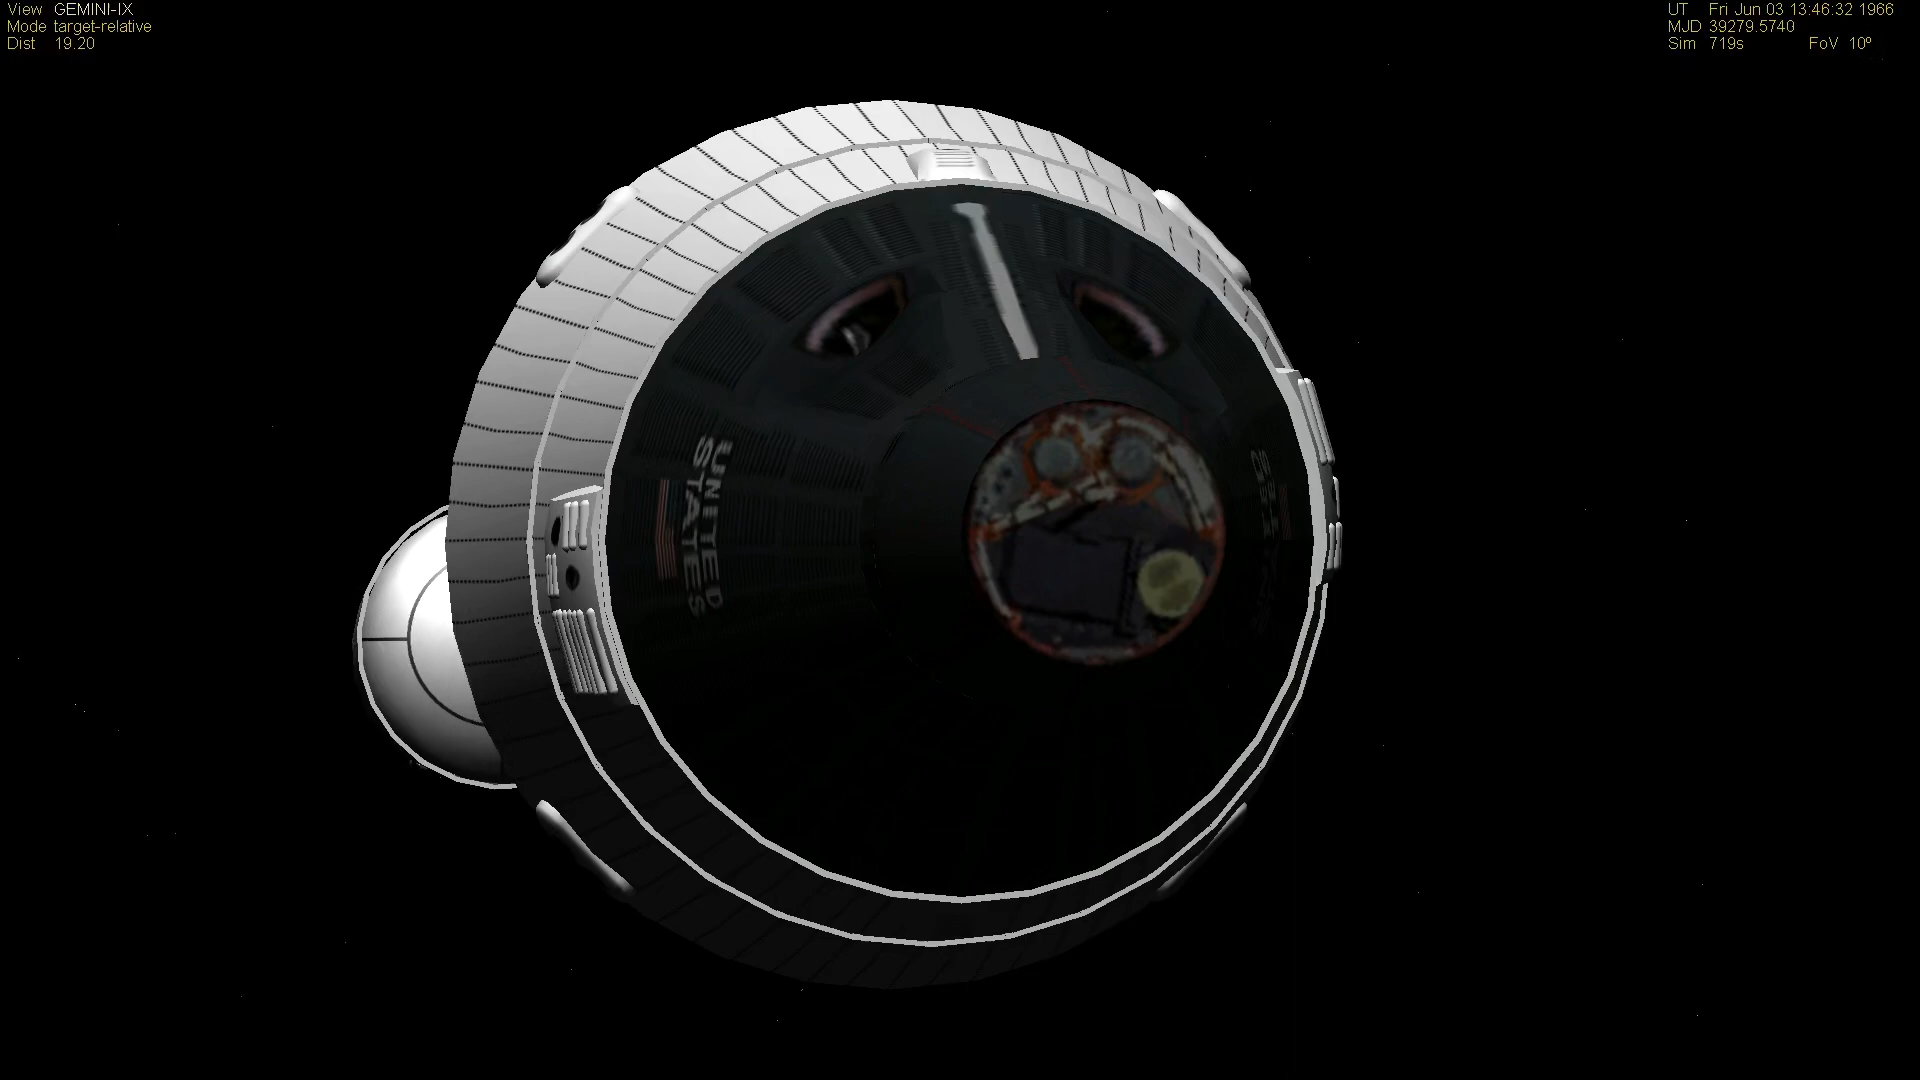 View GEMINI-IX
Mode target-relative
Dist 19.20
UT Fri Jun 03 13:46:32 1966
MJD 39279.5740
Sim 719s FoV 10º
UNITED
STATES